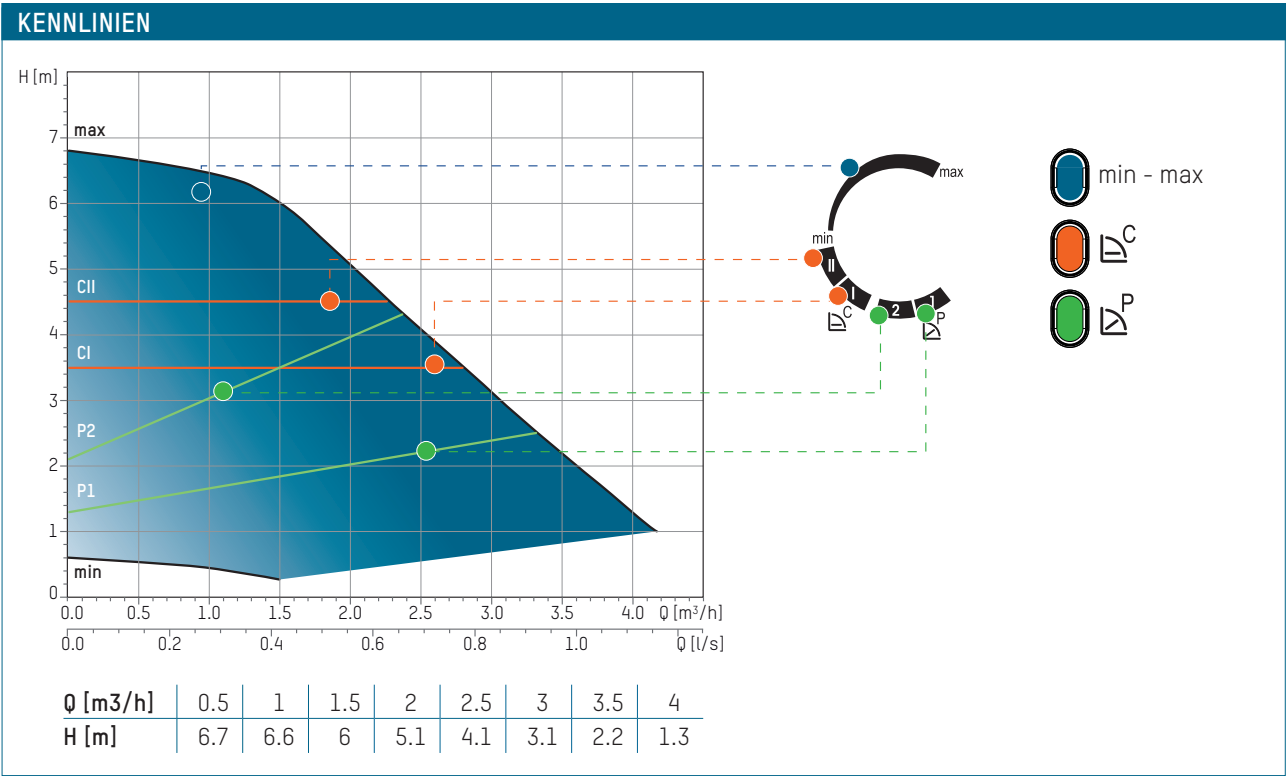 KENNLINIEN
H [m]
7
max
6
5
CII
4
CI
3
P2
2
P1
1
min
0
0.0 0.5 1.0 1.5 2.0 2.5 3.0 3.5 4.0 Q [m³/h]
0.0 0.2 0.4 0.6 0.8 1.0 Q [l/s]
max
min
II
I
2
1
C
P
min - max
C
P
Q [m3/h] 0.5 1 1.5 2 2.5 3 3.5 4
H [m] 6.7 6.6 6 5.1 4.1 3.1 2.2 1.3